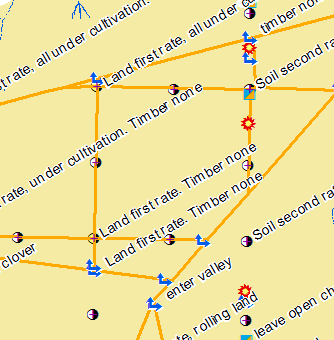 rate, all under cultivation.
Land first rate, all under c
timber no
Soil second ra
rate, under cultivation. Timber none
Land first rate. Timber none
Land first rate. Timber none
Soil second ra
clover
enter valley
te, rolling land
leave open ch